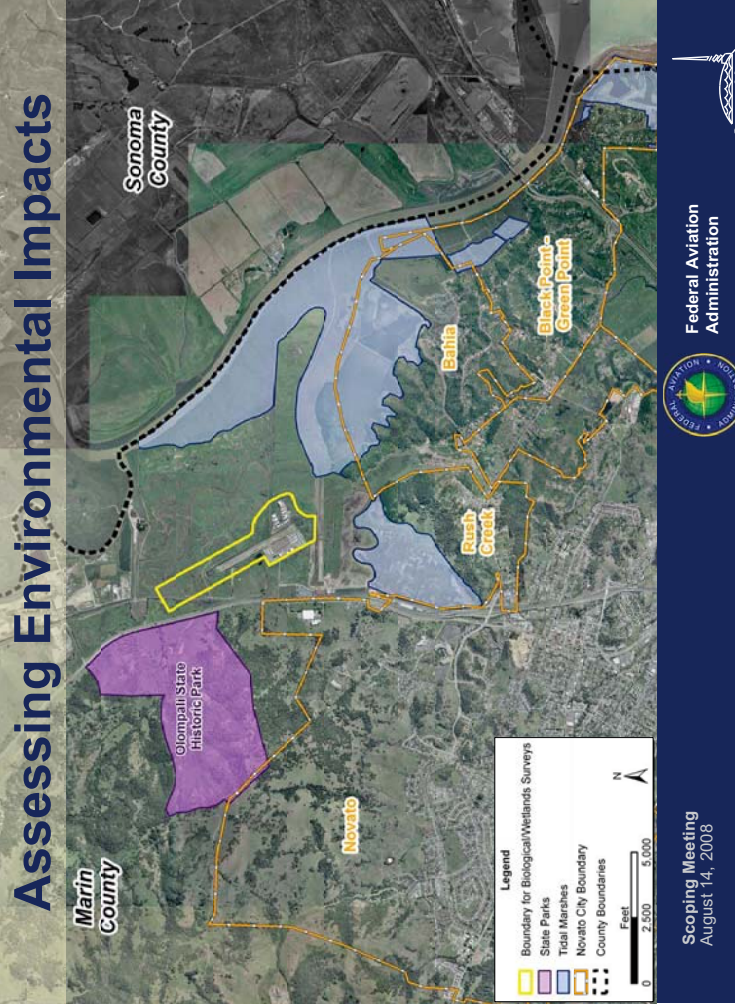 Assessing Environmental Impacts
Marin
County
Sonoma
County
Olompali State
Historic Park
Novato
Rush
Creek
Bahia
Black Point-
Green Point
Legend
Boundary for Biological/Wetlands Surveys
State Parks
Tidal Marshes
Novato City Boundary
County Boundaries
Feet
0
2,500
5,000
N
Scoping Meeting
August 14, 2008
Federal Aviation
Administration